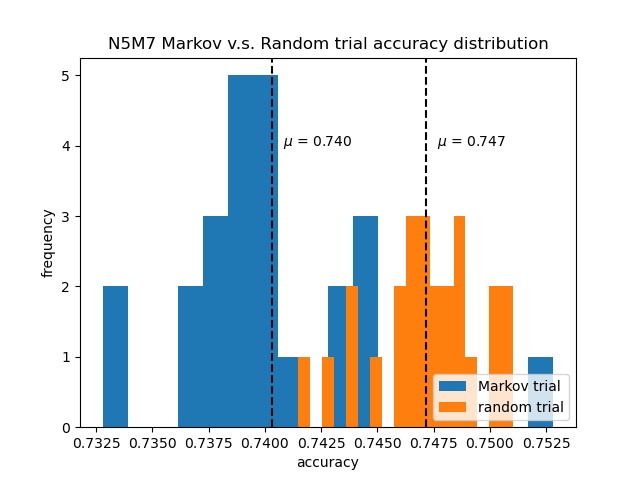 N5M7 Markov v.s. Random trial accuracy distribution
5
4
3
2
1
0
frequency
μ = 0.740
μ = 0.747
Markov trial
random trial
0.7325 0.7350 0.7375 0.7400 0.7425 0.7450 0.7475 0.7500 0.7525
accuracy